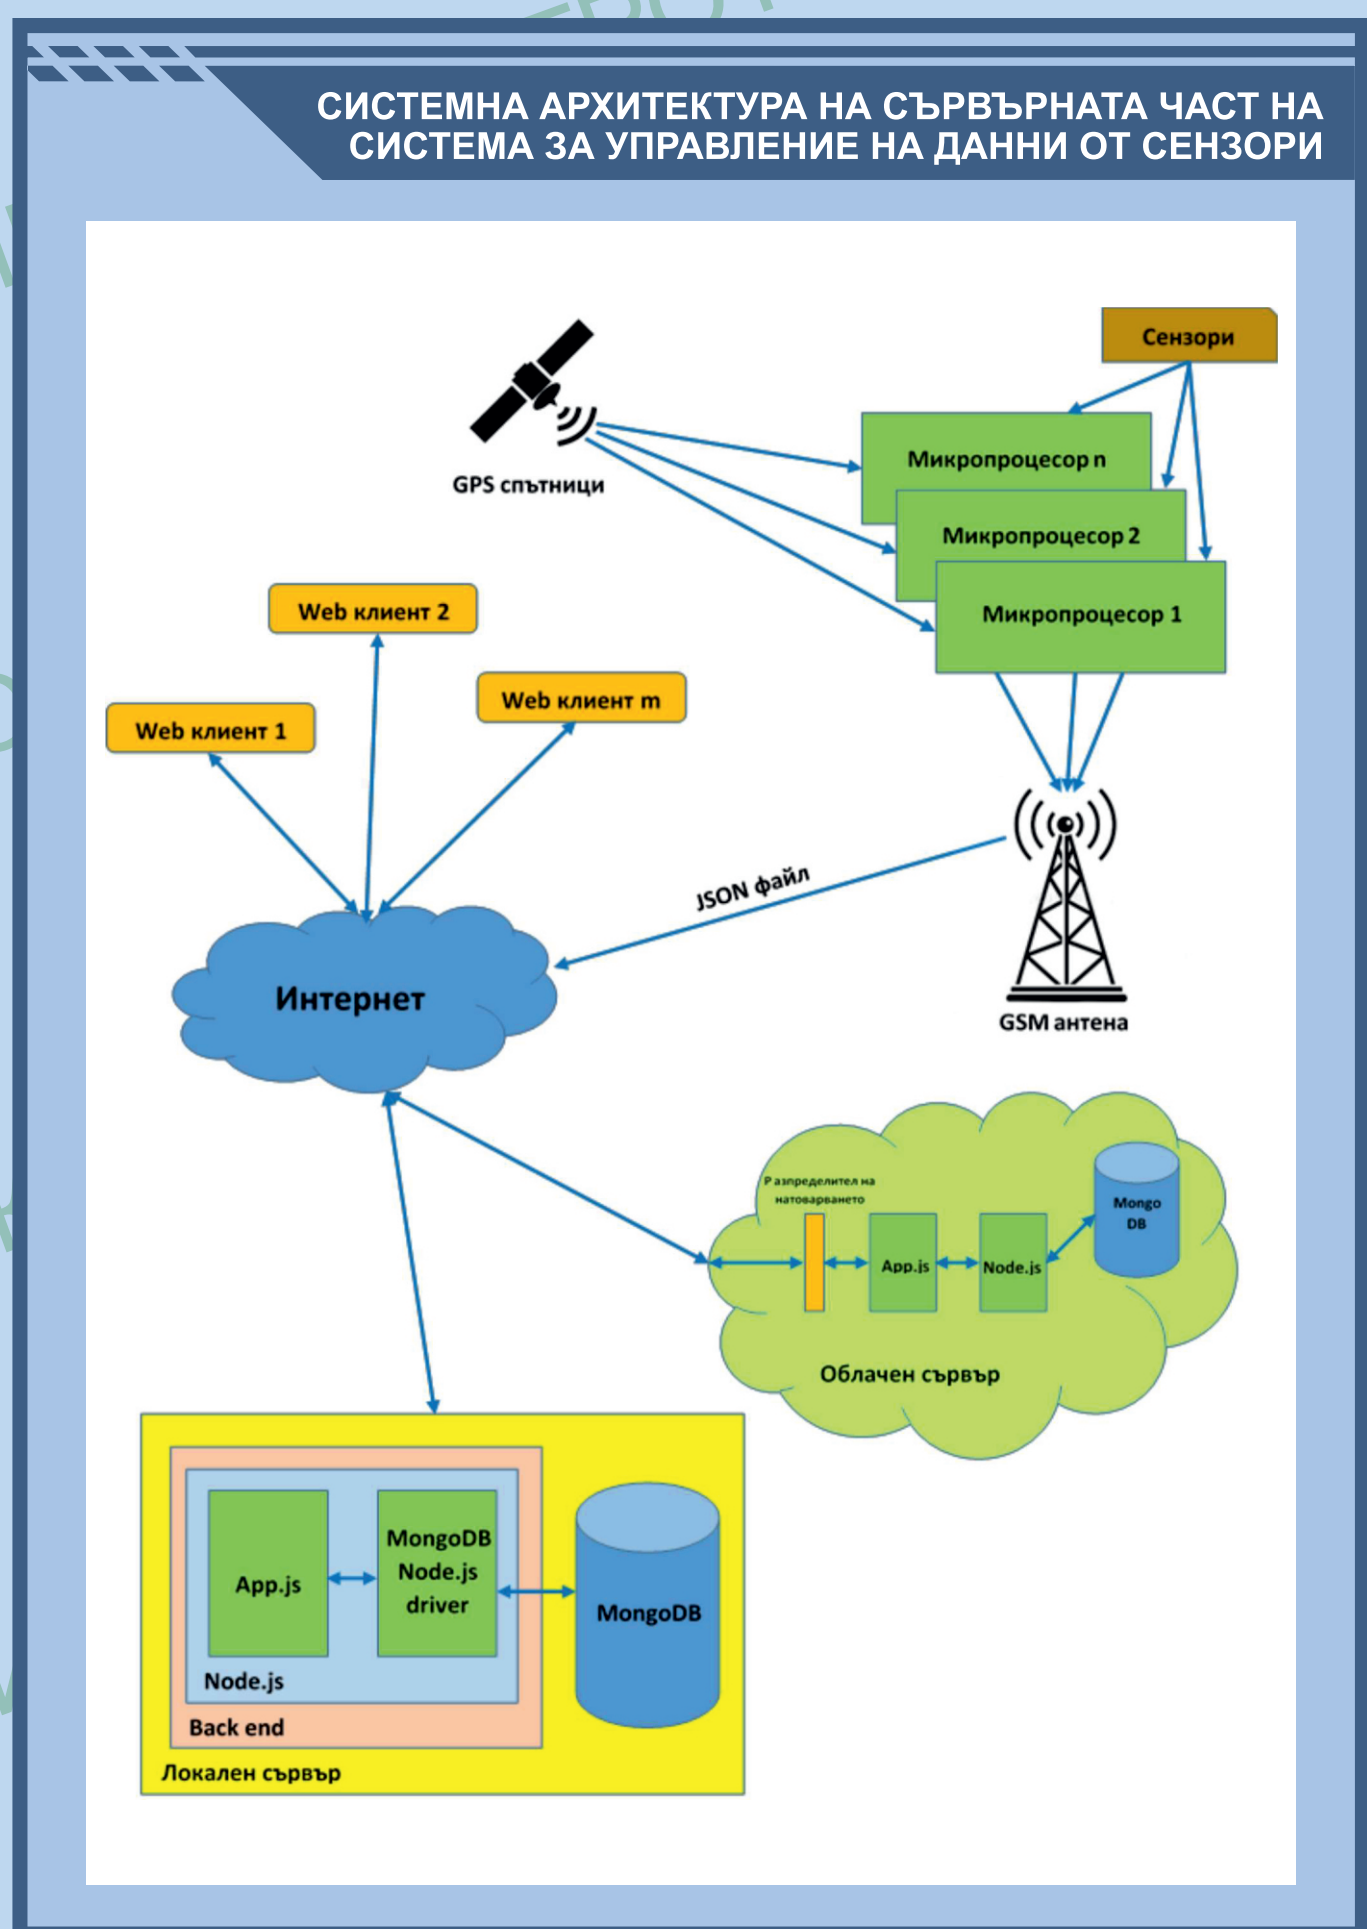 СИСТЕМНА АРХИТЕКТУРА НА СЪРВЪРНАТА ЧАСТ НА
СИСТЕМА ЗА УПРАВЛЕНИЕ НА ДАННИ ОТ СЕНЗОРИ
Сензори
GPS спътници
Микропроцесор n
Микропроцесор 2
Микропроцесор 1
Web клиент 2
Web клиент m
Web клиент 1
JSON файл
Интернет
GSM антена
Р азпределител на
натоварването
App.js
Node.js
Mongo
DB
Облачен сървър
App.js
MongoDB
Node.js
driver
MongoDB
Node.js
Back end
Локален сървър